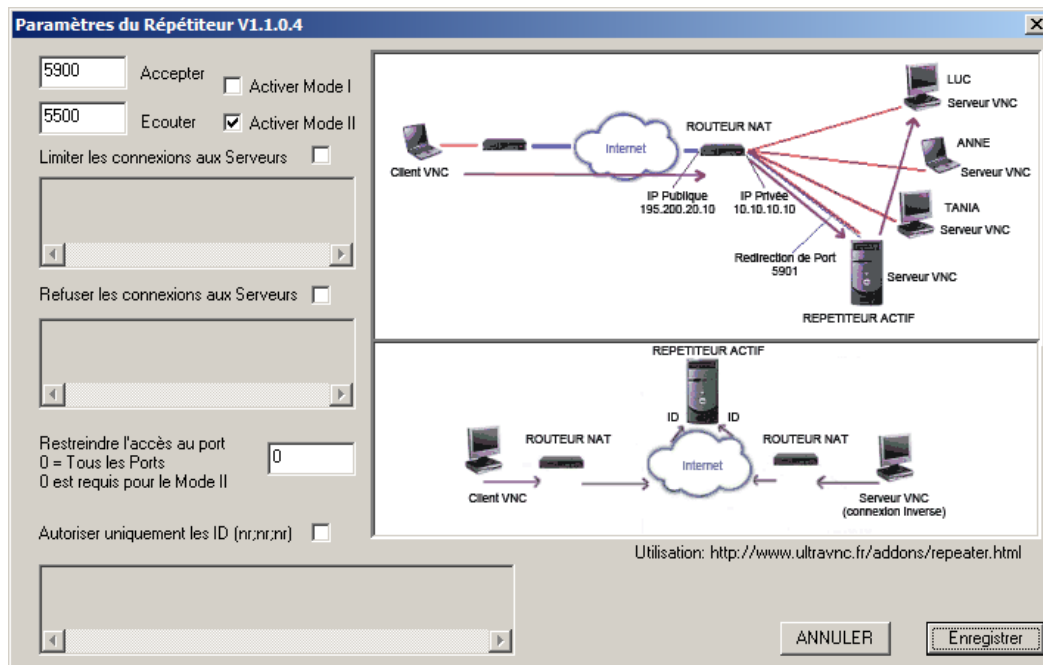 Paramètres du Répétiteur V1.1.0.4
5900 Accepter
Activer Mode I
5500 Ecouter
Activer Mode II
Limiter les connexions aux Serveurs
Refuser les connexions aux Serveurs
Restreindre l'accès au port
0 = Tous les Ports
0 est requis pour le Mode II
0
Autoriser uniquement les ID (nr;nr;nr)
LUC
Serveur VNC
ROUTEUR NAT
ANNE
Internet
Client VNC
Serveur VNC
IP Publique
195.200.20.10
IP Privée
10.10.10.10
TANIA
Serveur VNC
Redirection de Port
5901
Serveur VNC
REPETITEUR ACTIF
REPETITEUR ACTIF
ID
ID
ROUTEUR NAT
ROUTEUR NAT
Internet
Client VNC
Serveur VNC
(connexion Inverse)
Utilisation: http://www.ultravnc.fr/addons/repeater.html
ANNULER
Enregistrer